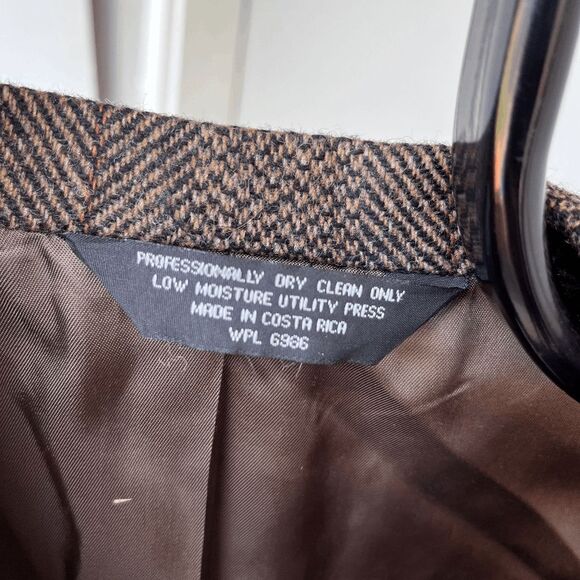 PROFESSIONALLY DRY CLEAN ONLY
LOW MOISTURE UTILITY PRESS
MADE IN COSTA RICA
WPL 6986